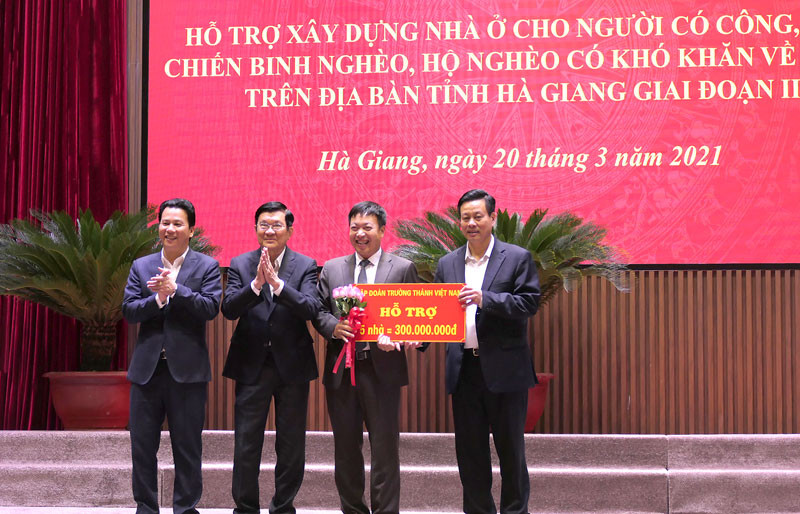 HỖ TRỢ XÂY DỰNG NHÀ Ở CHO NGƯỜI CÓ CÔNG,
CHIẾN BINH NGHÈO, HỘ NGHÈO CÓ KHÓ KHĂN VỀ
TRÊN ĐỊA BÀN TỈNH HÀ GIANG GIAI ĐOẠN II
Hà Giang, ngày 20 tháng 3 năm 2021
ĐOÀN TRƯỜNG THÀNH VIỆT NAM
HỖ TRỢ
5 nhà = 300.000.000đ